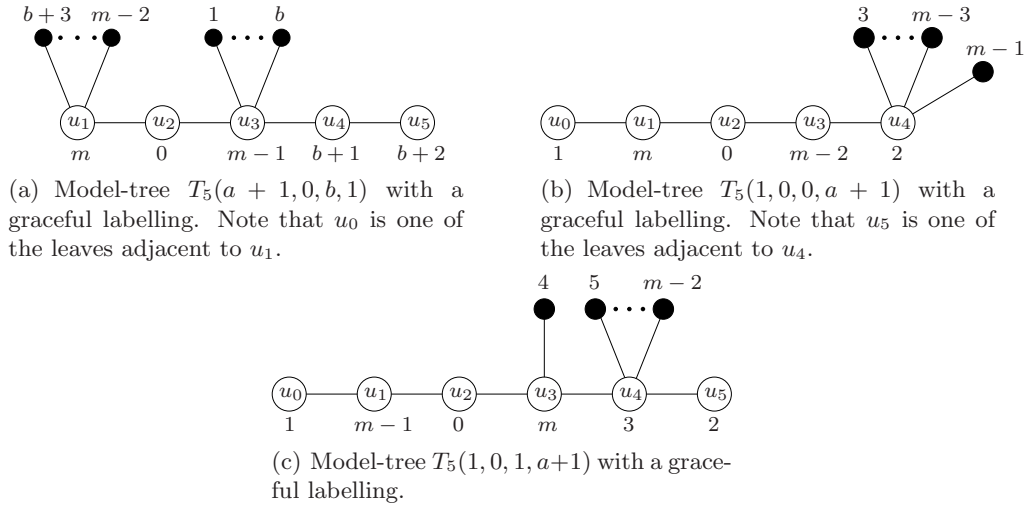 b + 3 m − 2 1 b
u₁ u₂ u₃ u₄ u₅
m 0 m − 1 b + 1 b + 2
(a) Model-tree T₅(a + 1, 0, b, 1) with a
graceful labelling. Note that u₀ is one of
the leaves adjacent to u₁.
3 m − 3
m − 1
u₀ u₁ u₂ u₃ u₄
1 m 0 m − 2 2
(b) Model-tree T₅(1, 0, 0, a + 1) with a
graceful labelling. Note that u₅ is one of
the leaves adjacent to u₄.
4 5 m − 2
u₀ u₁ u₂ u₃ u₄ u₅
1 m − 1 0 m 3 2
(c) Model-tree T₅(1, 0, 1, a+1) with a grace-
ful labelling.